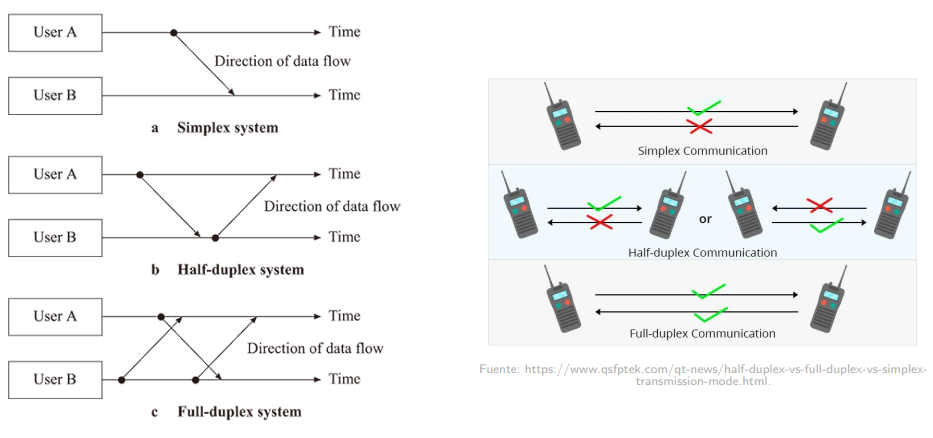 User A
Time
Direction of data flow
User B
Time
a Simplex system
User A
Time
Direction of data flow
User B
Time
b Half-duplex system
User A
Time
Direction of data flow
User B
Time
c Full-duplex system
Simplex Communication
or
Half-duplex Communication
Full-duplex Communication
Fuente: https://www.qsfptek.com/qt-news/half-duplex-vs-full-duplex-vs-simplex-
transmission-mode.html.